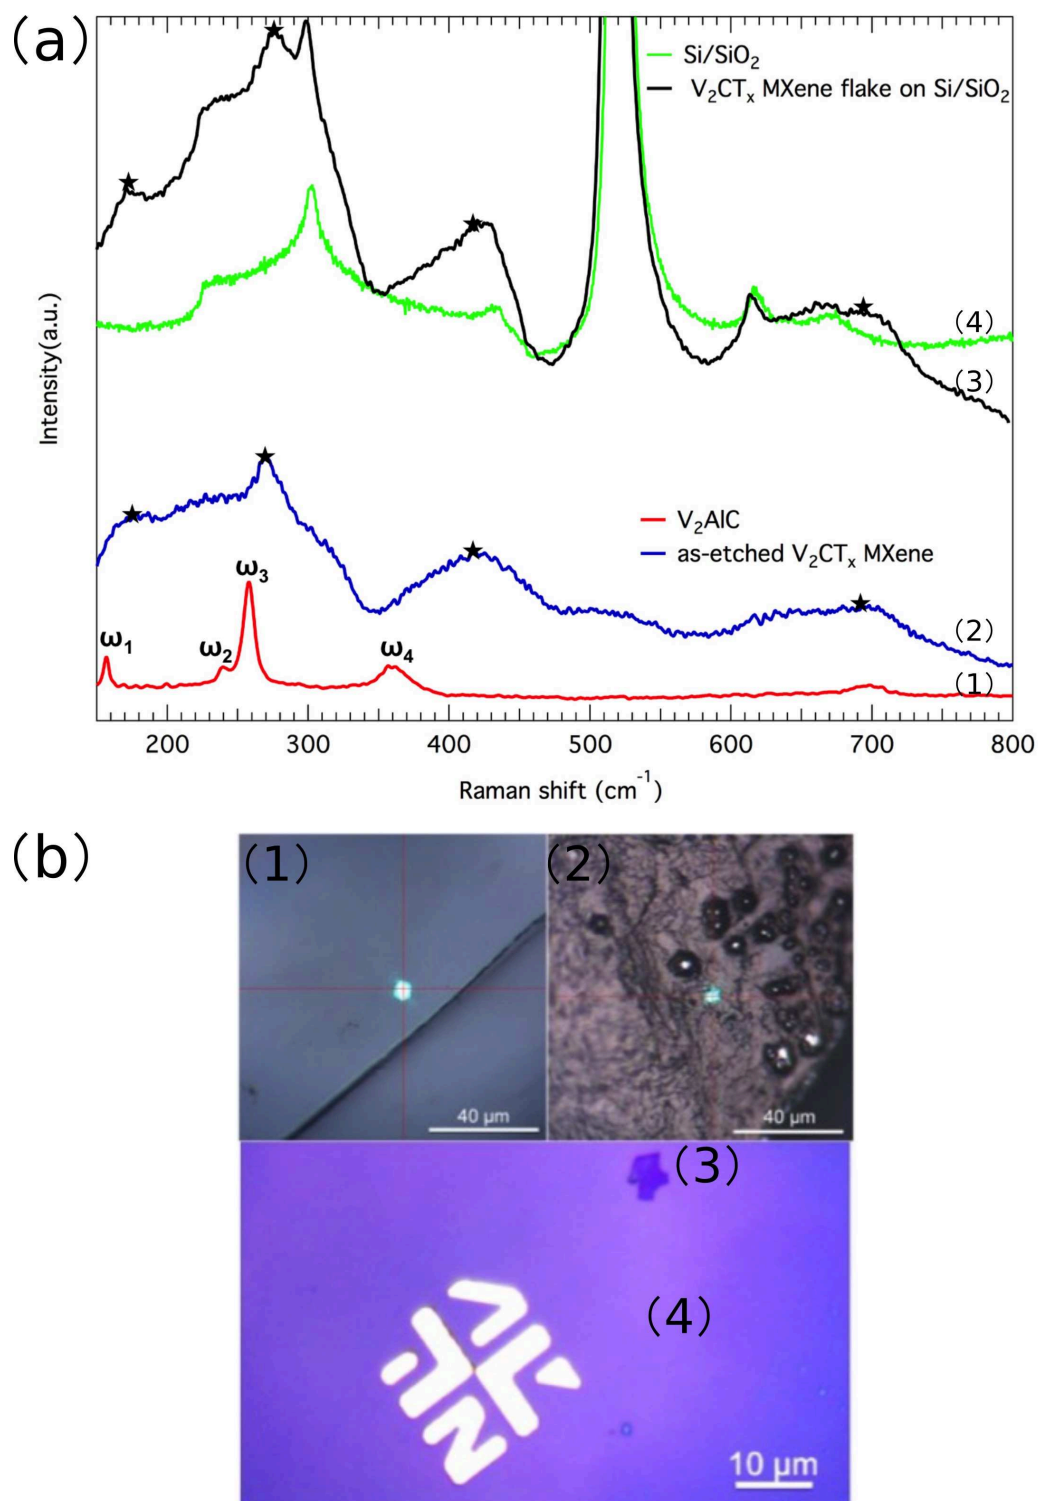 (a)
Si/SiO₂
V₂CTₓ MXene flake on Si/SiO₂
(4)
(3)
Intensity(a.u.)
V₂AlC
as-etched V₂CTₓ MXene
ω₁
ω₂
ω₃
ω₄
(2)
(1)
200 300 400 500 600 700 800
Raman shift (cm⁻¹)
(b)
(1)
(2)
40 µm
40 µm
(3)
(4)
10 µm